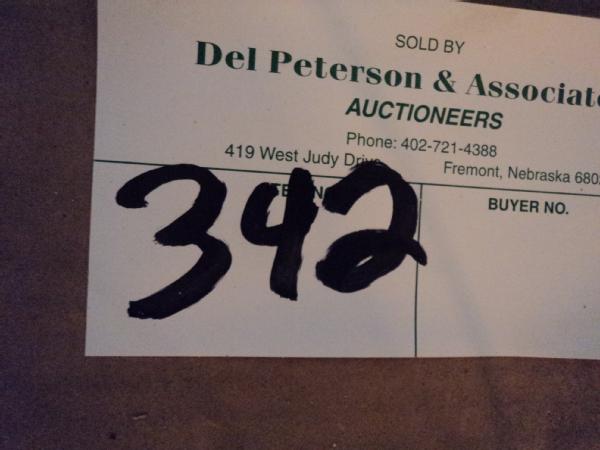 SOLD BY
Del Peterson & Associat
AUCTIONEERS
Phone: 402-721-4388
419 West Judy Drive Fremont, Nebraska 680
342
BUYER NO.